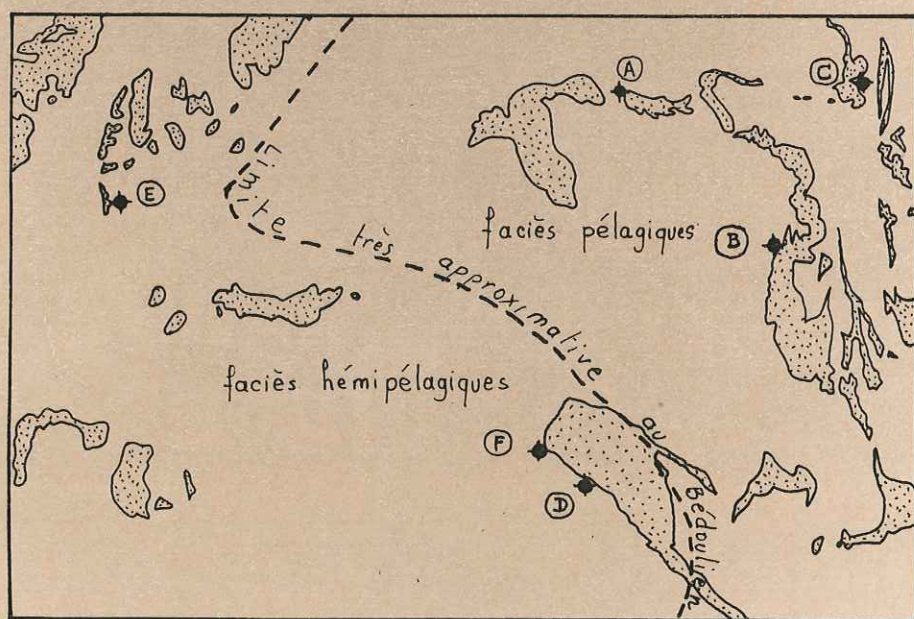 A
C
E
B
faciès pélagiques
Limite très approximative au Bédoulien
faciès hémipélagiques
F
D